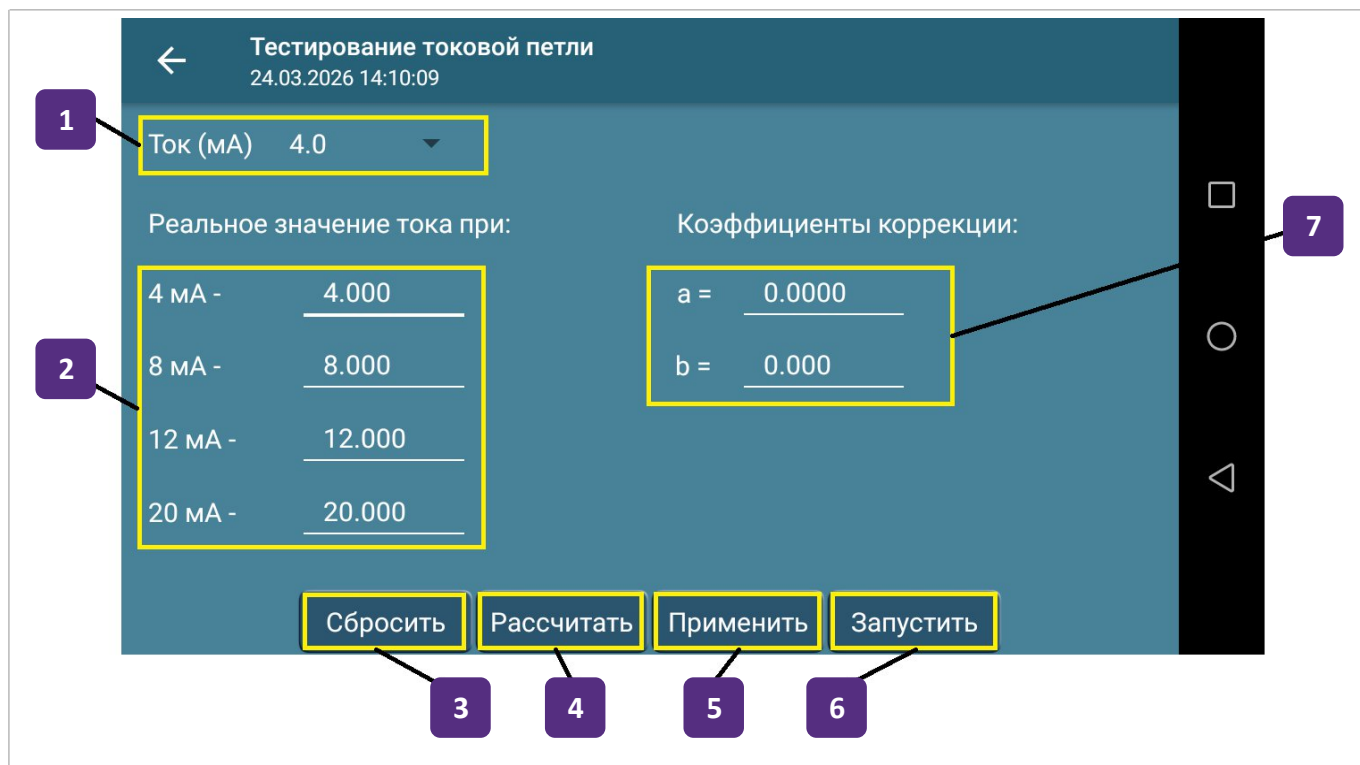 Тестирование токовой петли
24.03.2026 14:10:09
1
Ток (мА) 4.0
Реальное значение тока при:
Коэффициенты коррекции:
7
4 мА - 4.000
a = 0.0000
2
8 мА - 8.000
b = 0.000
12 мА - 12.000
20 мА - 20.000
Сбросить Рассчитать Применить Запустить
3 4 5 6